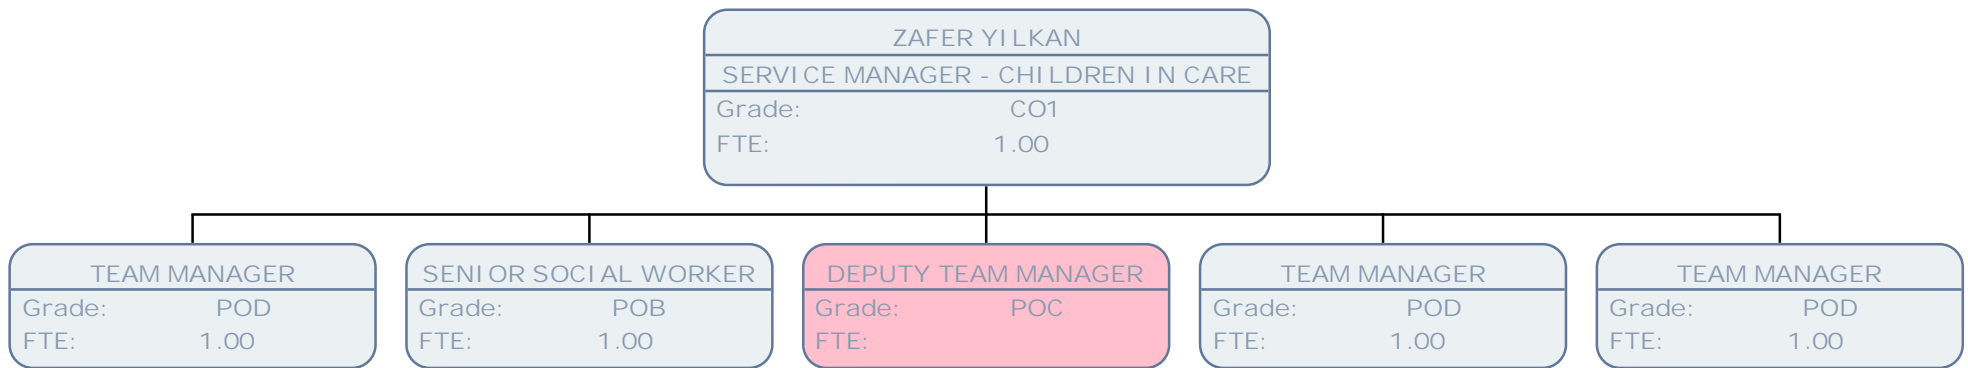 ZAFER YILKAN
SERVICE MANAGER - CHILDREN IN CARE
Grade: CO1
FTE: 1.00
TEAM MANAGER
Grade: POD
FTE: 1.00
SENIOR SOCIAL WORKER
Grade: POB
FTE: 1.00
DEPUTY TEAM MANAGER
Grade: POC
FTE:
TEAM MANAGER
Grade: POD
FTE: 1.00
TEAM MANAGER
Grade: POD
FTE: 1.00